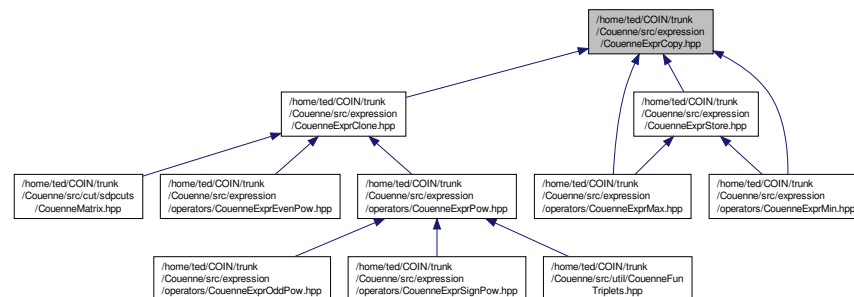 /home/ted/COIN/trunk
/Couenne/src/expression
/CouenneExprCopy.hpp
/home/ted/COIN/trunk
/Couenne/src/expression
/CouenneExprClone.hpp
/home/ted/COIN/trunk
/Couenne/src/expression
/CouenneExprStore.hpp
/home/ted/COIN/trunk
/Couenne/src/cut/sdpcuts
/CouenneMatrix.hpp
/home/ted/COIN/trunk
/Couenne/src/expression
/operators/CouenneExprEvenPow.hpp
/home/ted/COIN/trunk
/Couenne/src/expression
/operators/CouenneExprPow.hpp
/home/ted/COIN/trunk
/Couenne/src/expression
/operators/CouenneExprMax.hpp
/home/ted/COIN/trunk
/Couenne/src/expression
/operators/CouenneExprMin.hpp
/home/ted/COIN/trunk
/Couenne/src/expression
/operators/CouenneExprOddPow.hpp
/home/ted/COIN/trunk
/Couenne/src/expression
/operators/CouenneExprSignPow.hpp
/home/ted/COIN/trunk
/Couenne/src/util/CouenneFun
Triplets.hpp